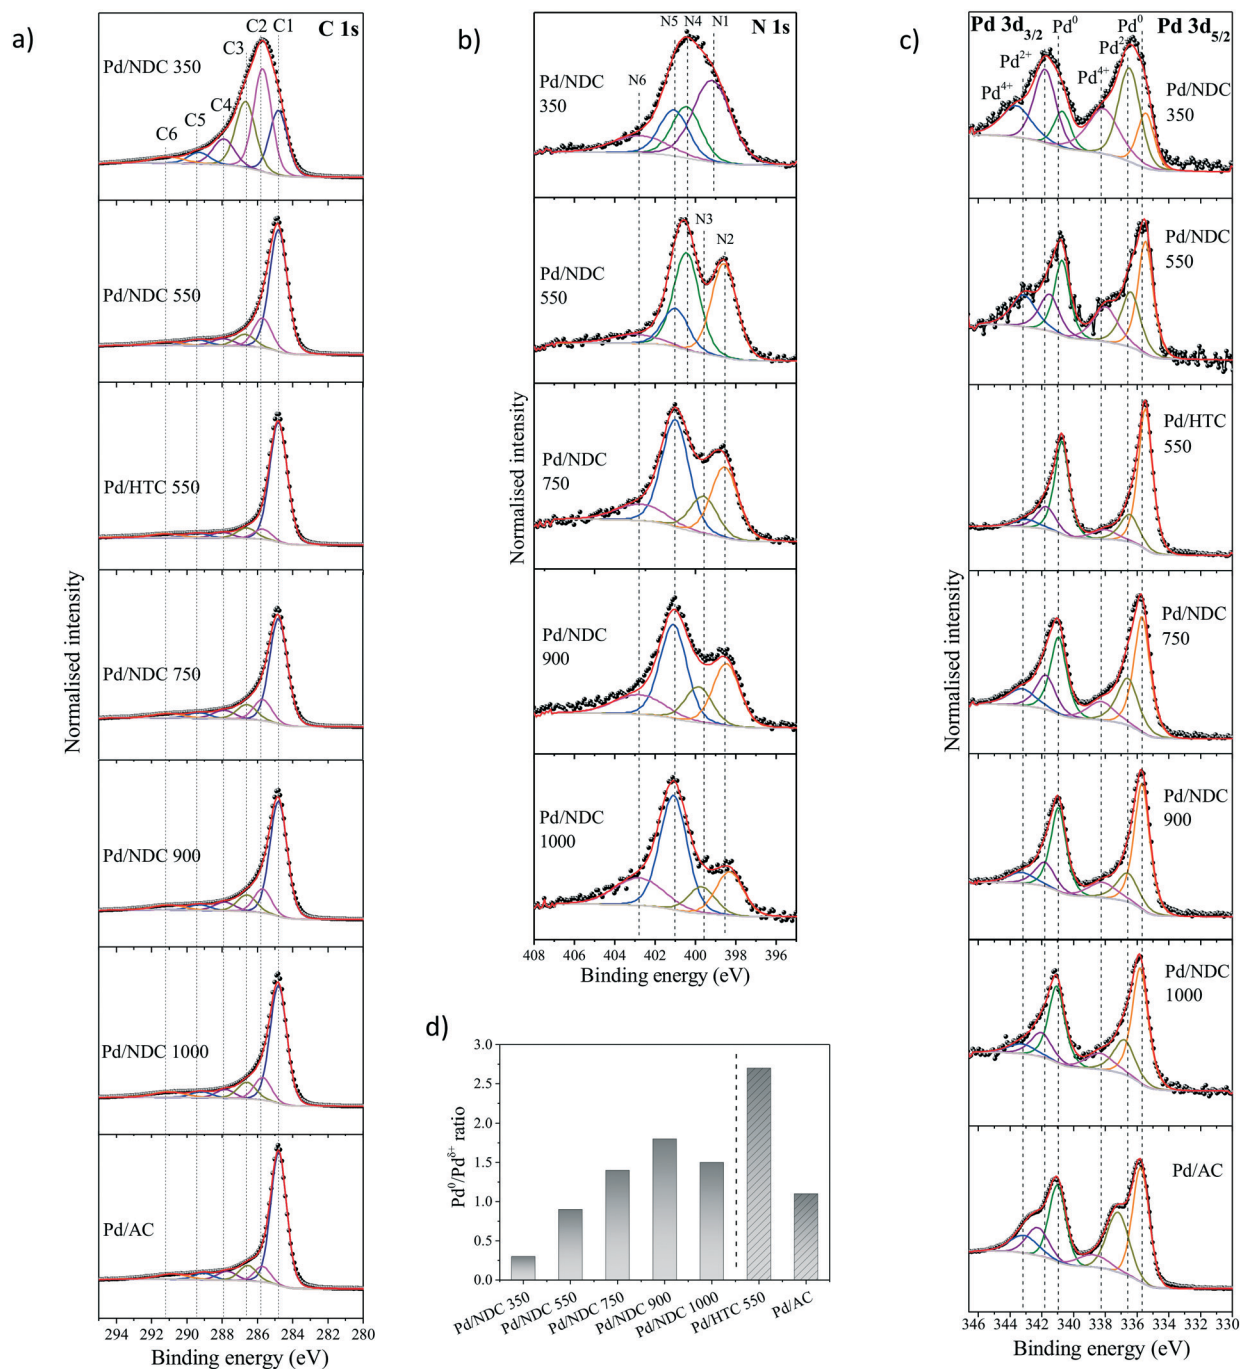 a)
C 1s
C1
C2
C3
C4
C5
C6
Pd/NDC 350
Pd/NDC 550
Pd/HTC 550
Pd/NDC 750
Pd/NDC 900
Pd/NDC 1000
Pd/AC
Normalised intensity
294 292 290 288 286 284 282 280
Binding energy (eV)
b)
N 1s
N5 N4 N1
N6
Pd/NDC
350
N3
N2
Pd/NDC
550
Pd/NDC
750
Pd/NDC
900
Pd/NDC
1000
Normalised intensity
408 406 404 402 400 398 396
Binding energy (eV)
c)
Pd 3d3/2
Pd0
Pd2+
Pd4+
Pd0
Pd 3d5/2
Pd2+
Pd4+
Pd/NDC
350
Pd/NDC
550
Pd/HTC
550
Pd/NDC
750
Pd/NDC
900
Pd/NDC
1000
Pd/AC
Normalised intensity
346 344 342 340 338 336 334 332 330
Binding energy (eV)
d)
Pd0/Pdδ+ ratio
3.0
2.5
2.0
1.5
1.0
0.5
0.0
Pd/NDC 350
Pd/NDC 550
Pd/NDC 750
Pd/NDC 900
Pd/NDC 1000
Pd/HTC 550
Pd/AC